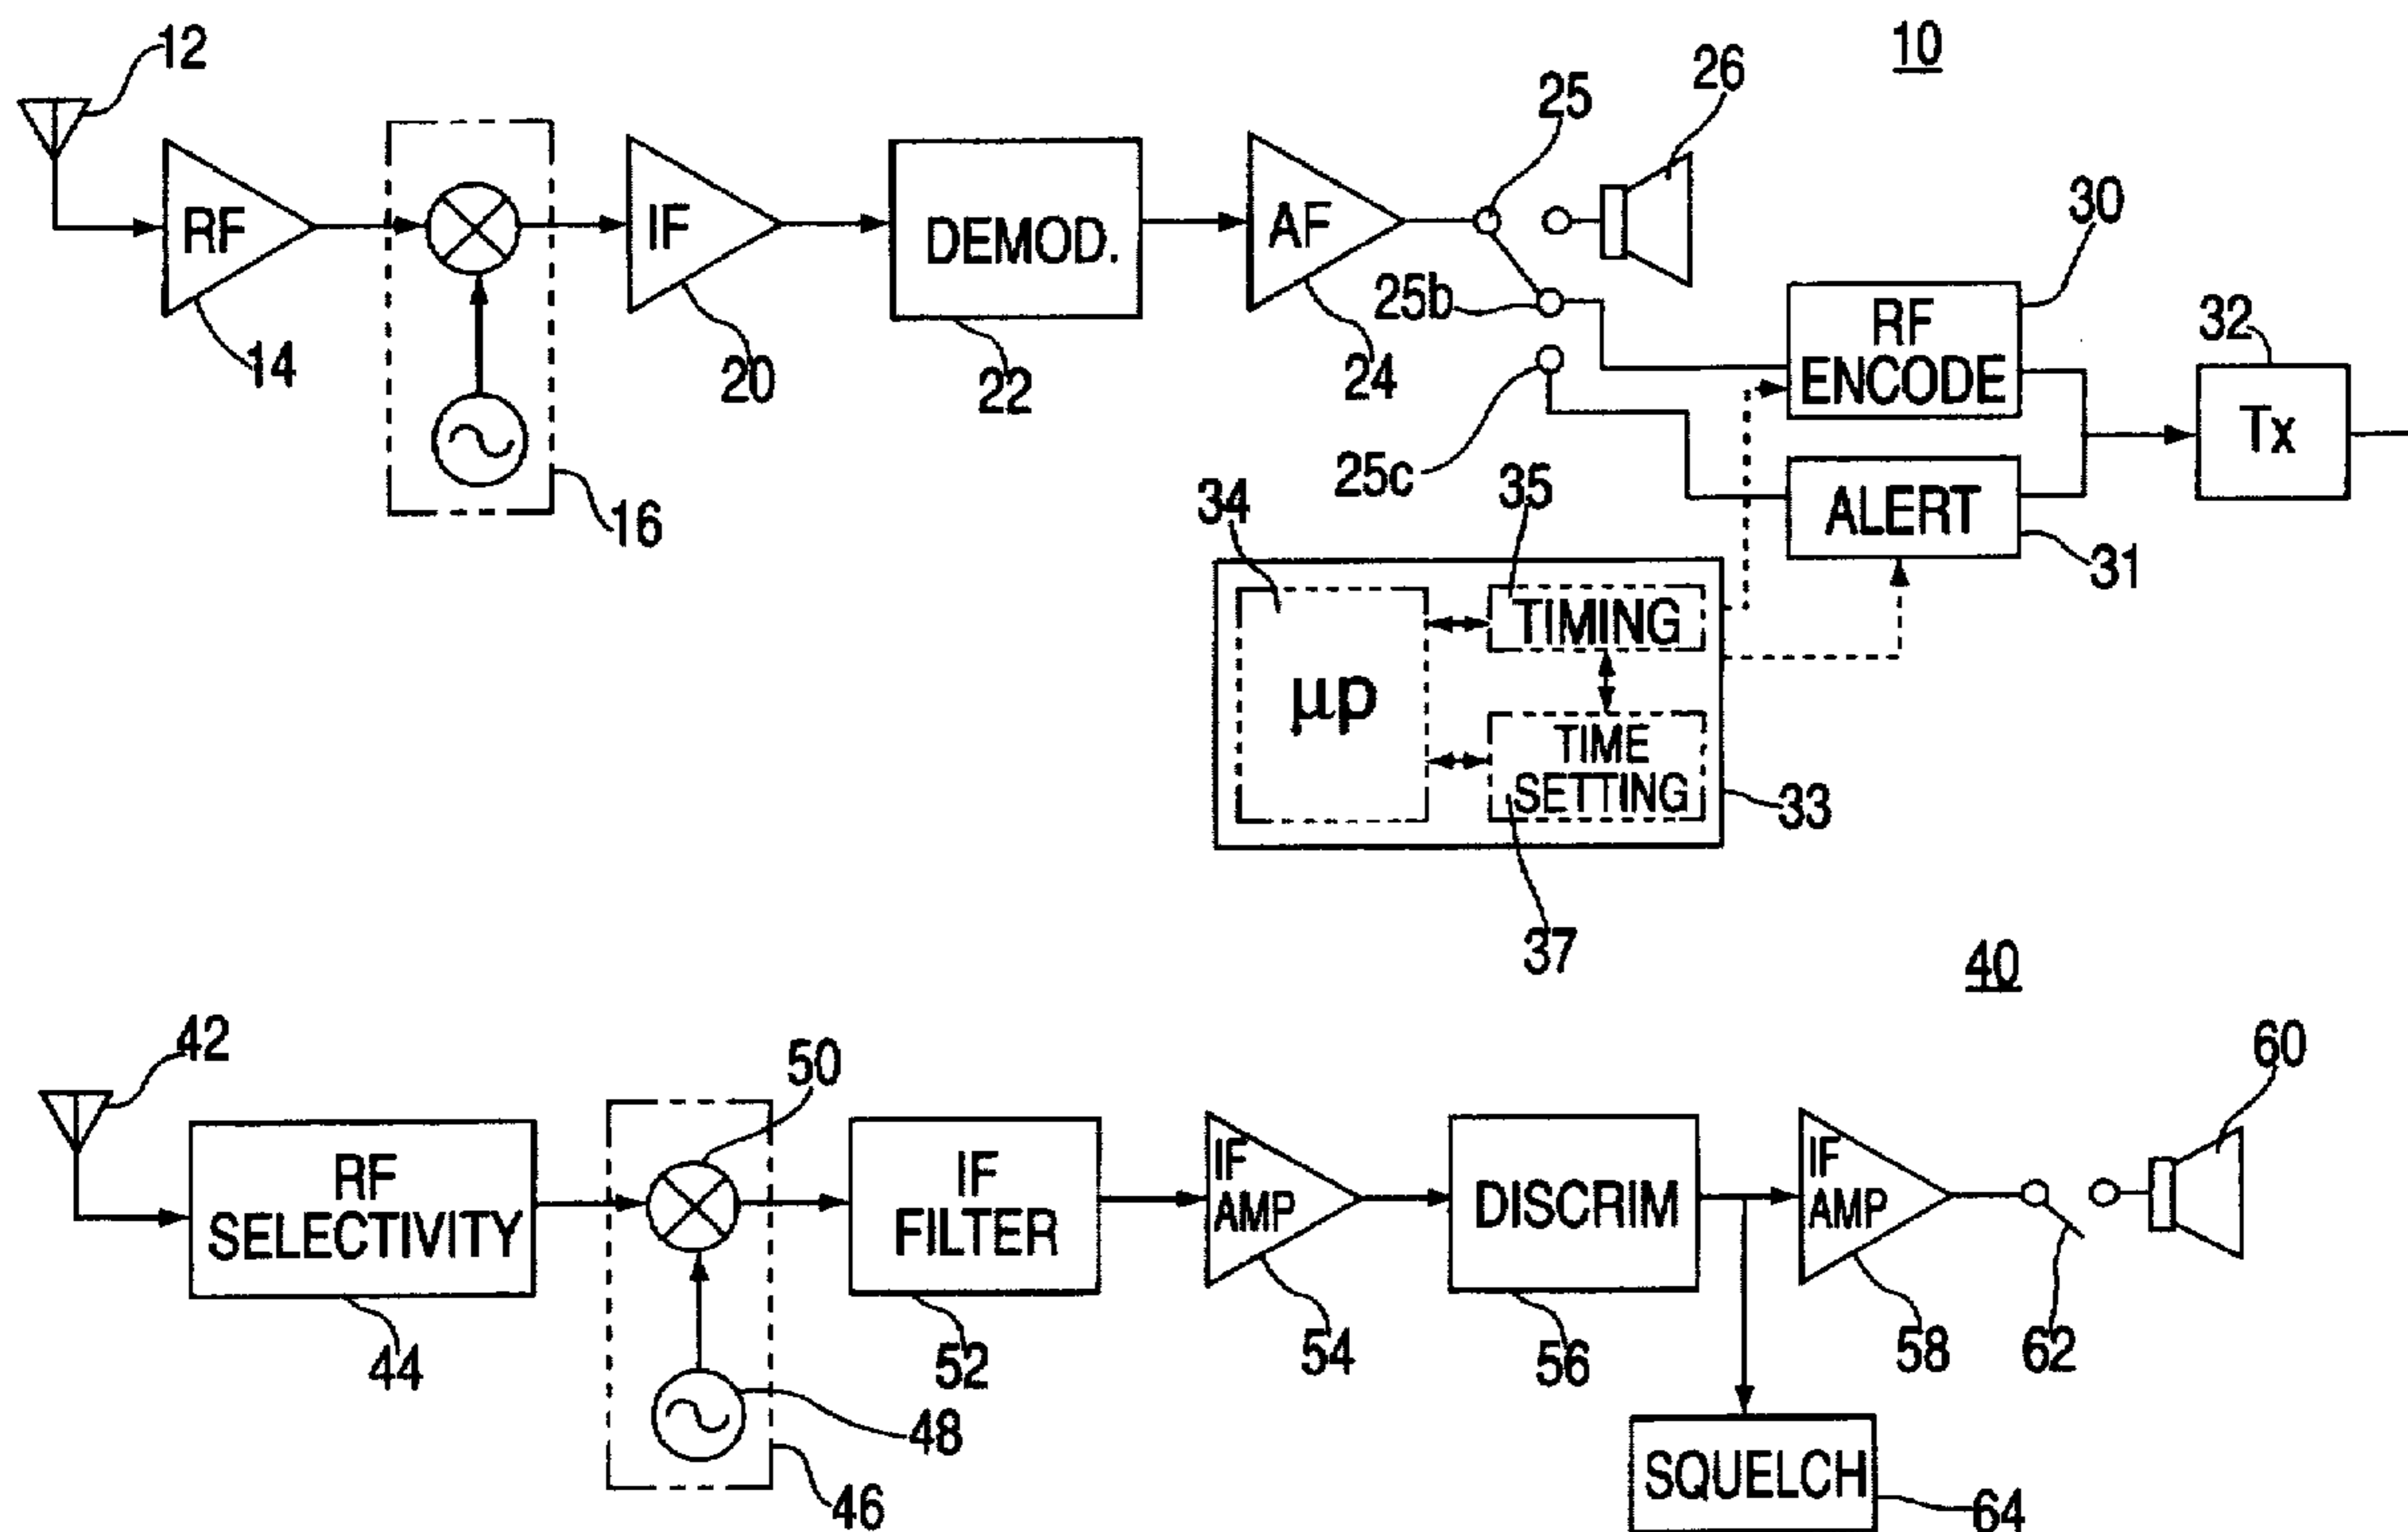 10
12
RF
14
16
IF
20
DEMOD.
22
AF
24
25
25b
25c
26
RF
ENCODE
30
ALERT
31
Tx
32
33
34
μp
35
TIMING
TIME
SETTING
37
40
42
RF
SELECTIVITY
44
50
48
46
IF
FILTER
52
IF
AMP
54
DISCRIM
56
IF
AMP
58
62
60
SQUELCH
64